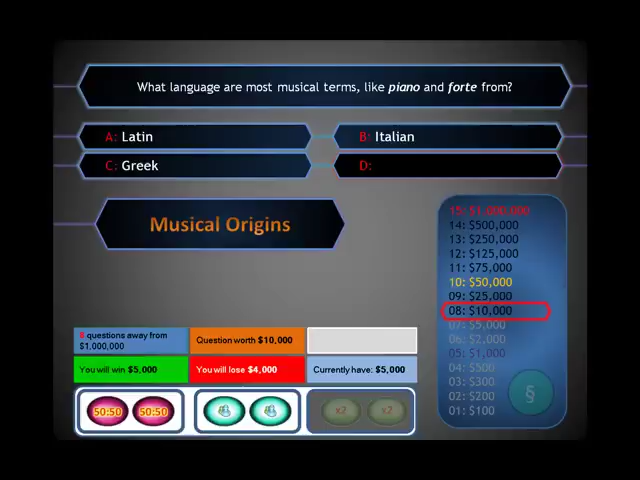 What language are most musical terms, like piano and forte from?
A: Latin
B: Italian
C: Greek
D:
Musical Origins
15: $1,000,000
14: $500,000
13: $250,000
12: $125,000
11: $75,000
10: $50,000
09: $25,000
08: $10,000
07: $5,000
06: $2,000
05: $1,000
04: $500
03: $300
02: $200
01: $100
8 questions away from
$1,000,000
Question worth $10,000
You will win $5,000
You will lose $4,000
Currently have: $5,000
50:50
50:50
x2
x2
§